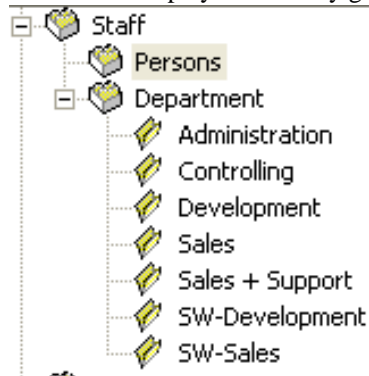 Staff
Persons
Department
Administration
Controlling
Development
Sales
Sales + Support
SW-Development
SW-Sales